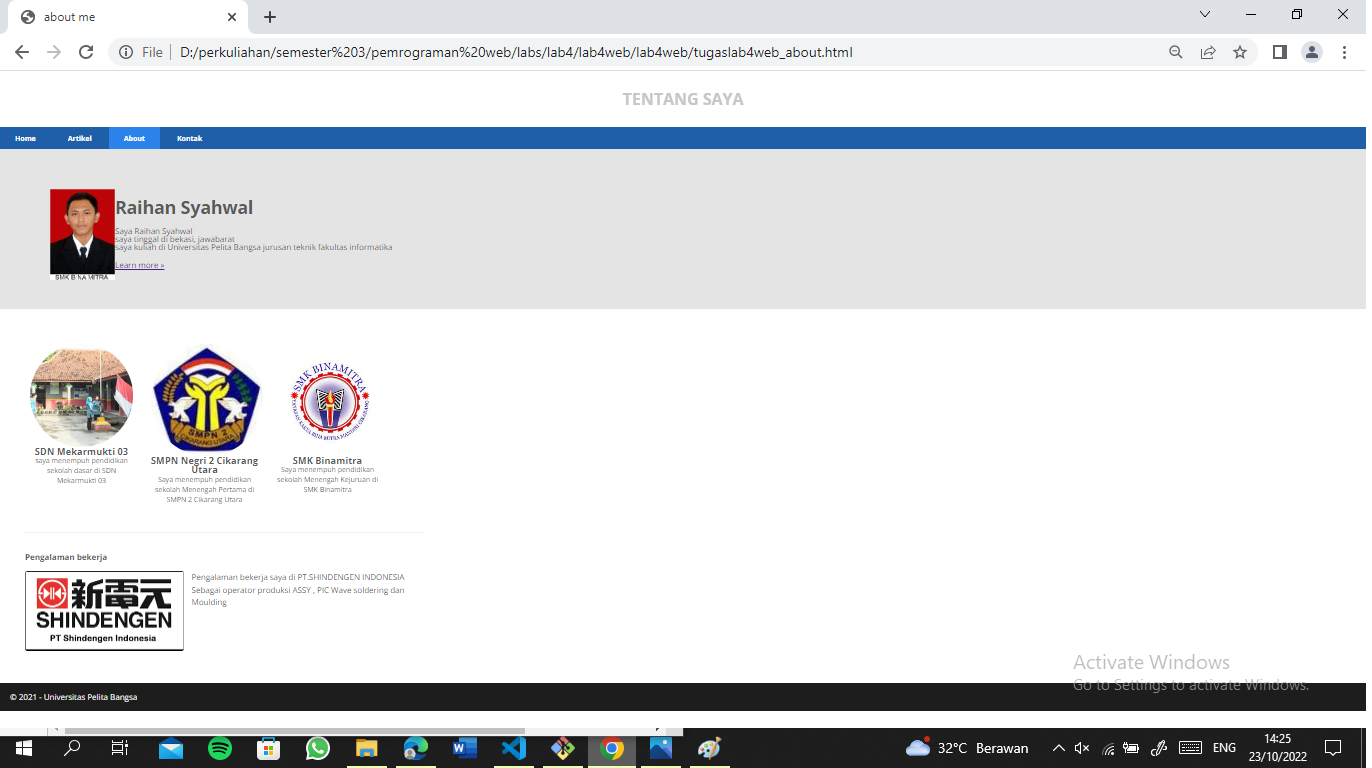 about me
File
D:/perkuliahan/semester%203/pemrograman%20web/labs/lab4/lab4web/lab4web/tugaslab4web_about.html
TENTANG SAYA
Home
Artikel
About
Kontak
SMK BINA MITRA
Raihan Syahwal
Saya Raihan Syahwal
saya tinggal di bekasi, jawabarat
saya kuliah di Universitas Pelita Bangsa jurusan teknik fakultas informatika
Learn more »
SDN Mekarmukti 03
saya menempuh pendidikan
sekolah dasar di SDN
Mekarmukti 03
SMPN 2
CIKARANG UTARA
SMPN Negri 2 Cikarang
Utara
Saya menempuh pendidikan
sekolah Menengah Pertama di
SMPN 2 Cikarang Utara
SMK BINAMITRA
SMK Binamitra
Saya menempuh pendidikan
sekolah Menengah Kejuruan di
SMK Binamitra
Pengalaman bekerja
新電元
SHINDENGEN
PT Shindengen Indonesia
Pengalaman bekerja saya di PT.SHINDENGEN INDONESIA
Sebagai operator produksi ASSY , PIC Wave soldering dan
Moulding
Activate Windows
Go to Settings to activate Windows.
© 2021 - Universitas Pelita Bangsa
32°C Berawan
ENG
14:25
23/10/2022